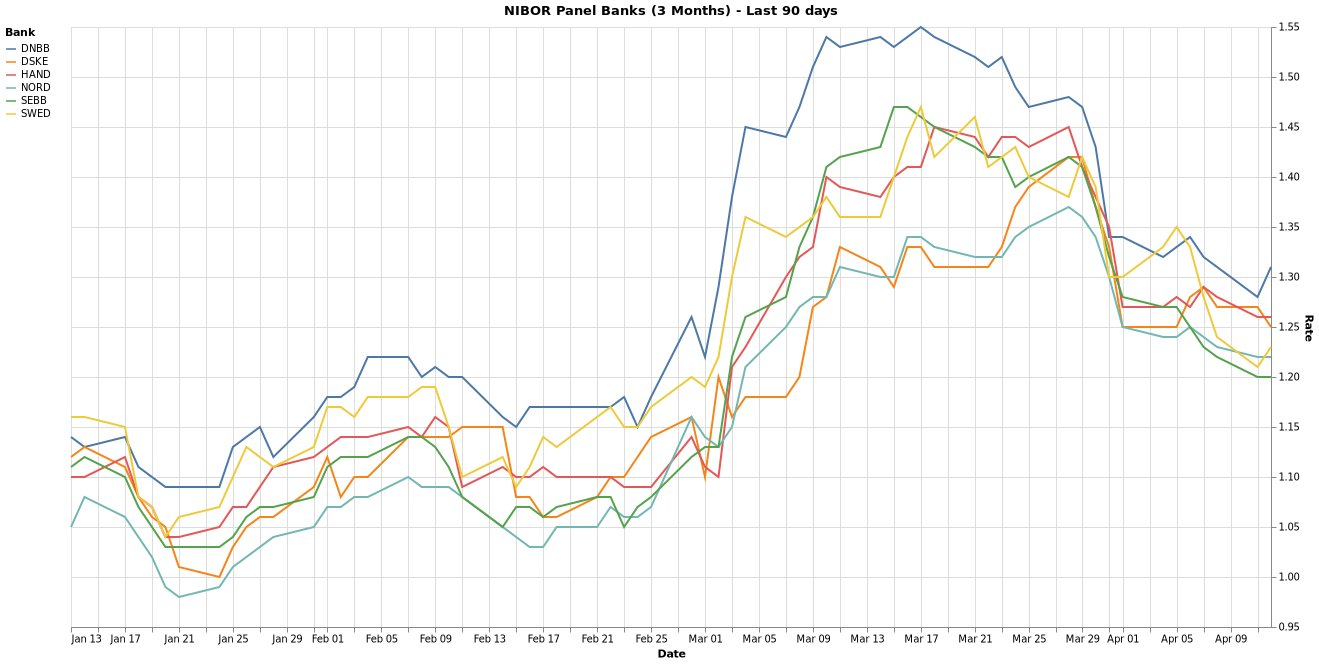 NIBOR Panel Banks (3 Months) - Last 90 days
Bank
DNBB
DSKE
HAND
NORD
SEBB
SWED
1.55
1.50
1.45
1.40
1.35
1.30
1.25
1.20
1.15
1.10
1.05
1.00
0.95
Rate
Jan 13 Jan 17 Jan 21 Jan 25 Jan 29 Feb 01 Feb 05 Feb 09 Feb 13 Feb 17 Feb 21 Feb 25 Mar 01 Mar 05 Mar 09 Mar 13 Mar 17 Mar 21 Mar 25 Mar 29 Apr 01 Apr 05 Apr 09
Date